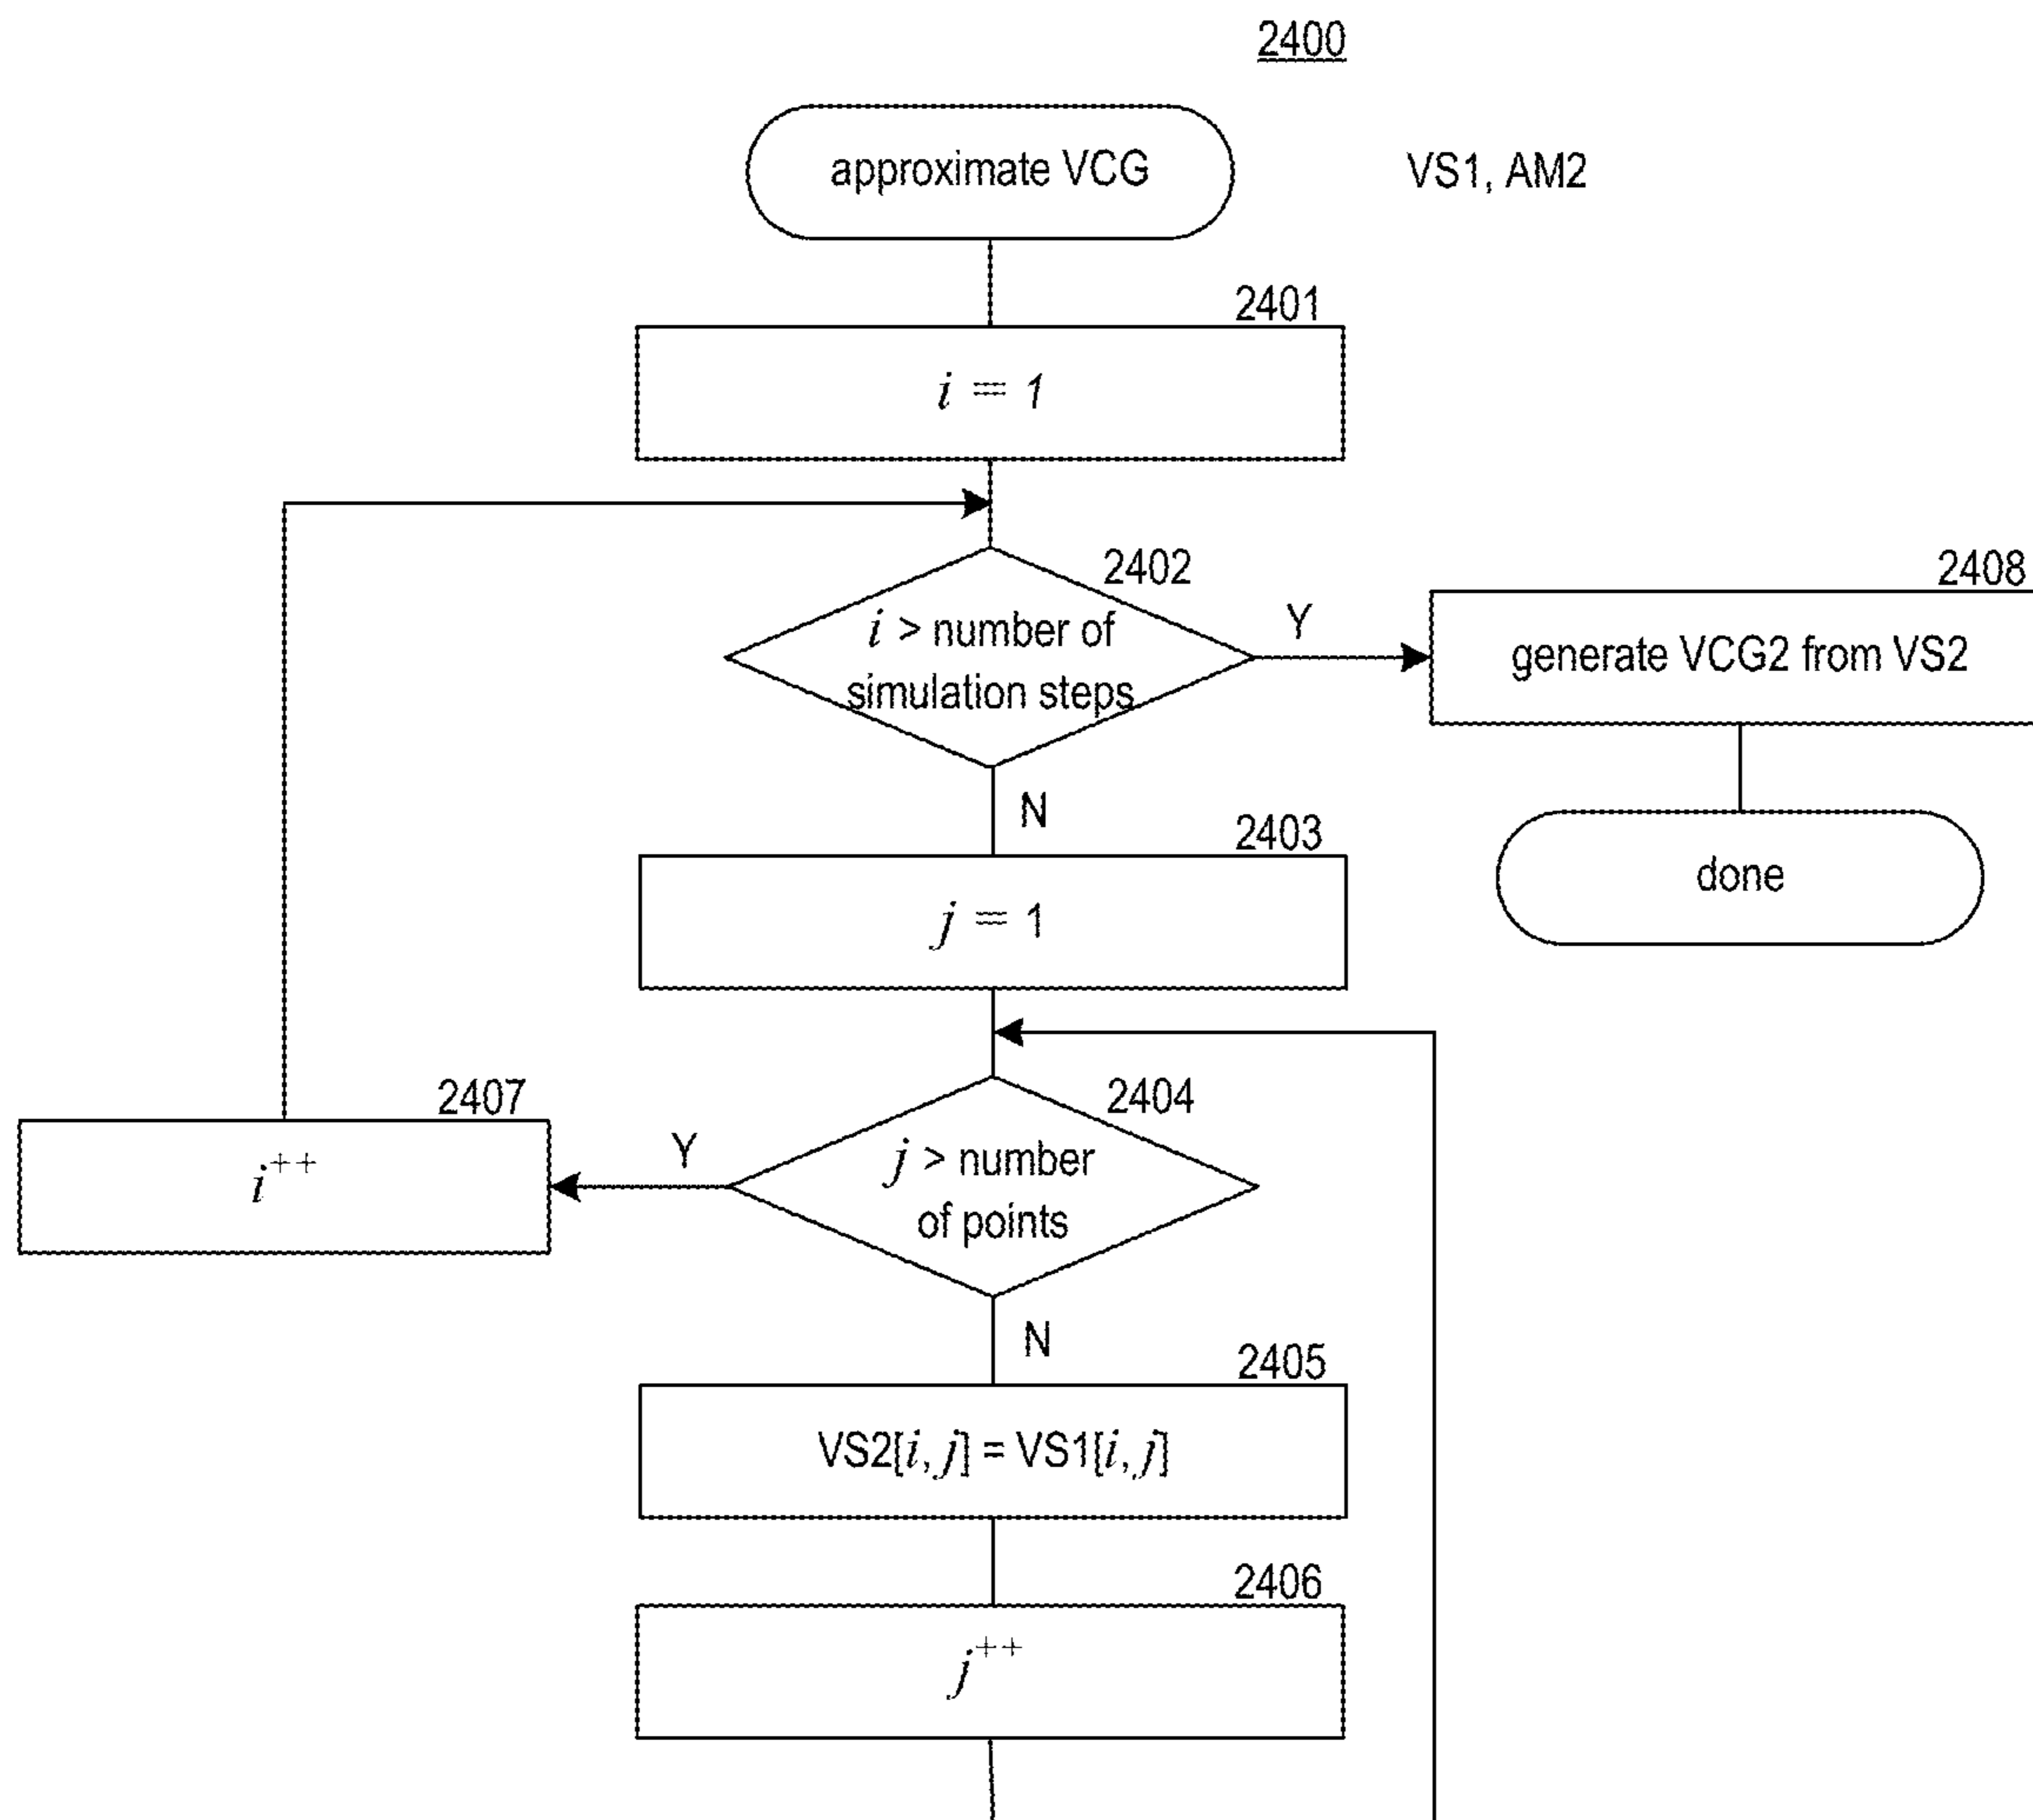 2400
approximate VCG
VS1, AM2
2401
i = 1
2402
i > number of
simulation steps
Y
2408
generate VCG2 from VS2
N
2403
done
j = 1
2407
2404
i++
Y
j > number
of points
N
2405
VS2[i, j] = VS1[i, j]
2406
j++